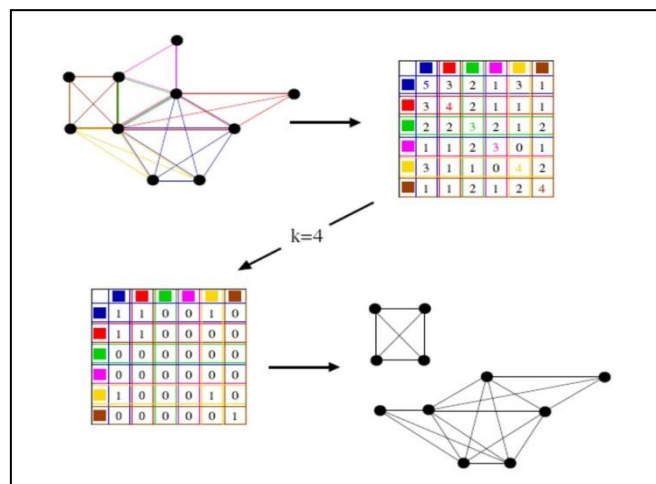 5 3 2 1 3 1
3 4 2 1 1 1
2 2 3 2 1 2
1 1 2 3 0 1
3 1 1 0 4 2
1 1 2 1 2 4
k=4
1 1 0 0 1 0
1 1 0 0 0 0
0 0 0 0 0 0
0 0 0 0 0 0
1 0 0 0 1 0
0 0 0 0 0 1